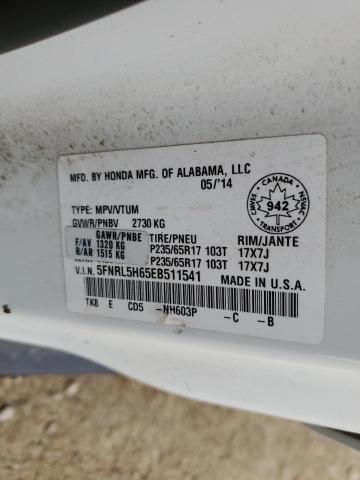 MFD. BY HONDA MFG. OF ALABAMA, LLC
05/'14
TYPE: MPV/VTUM
GVWR/PNBV 2730 KG
GAWR/PNBE TIRE/PNEU RIM/JANTE
F/AV 1320 KG P235/65R17 103T 17X7J
R/AR 1515 KG P235/65R17 103T 17X7J
V.I.N. 5FNRL5H65EB511541 MADE IN U.S.A.
TK8 E CD5 -NH603P -C -B
CANADA
942